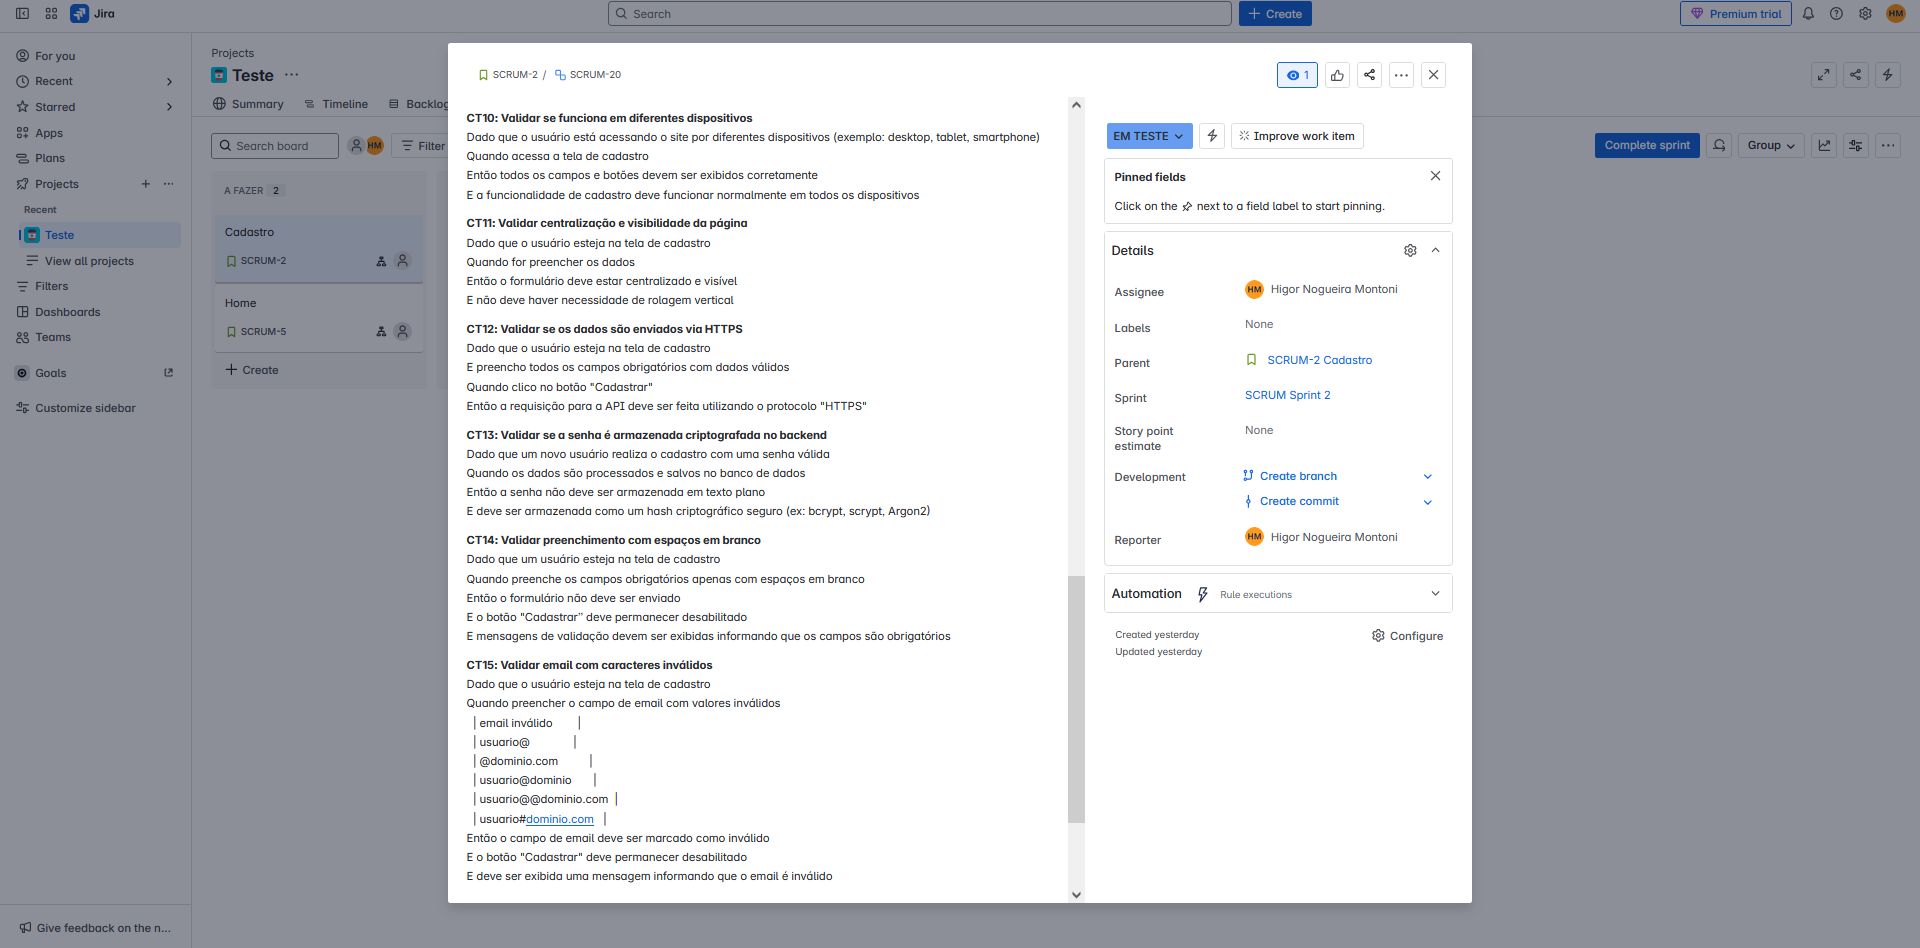 Jira
Search
Create
Premium trial
HM
For you
Recent
Starred
Apps
Plans
Projects
Recent
Teste
View all projects
Filters
Dashboards
Teams
Goals
Customize sidebar
Give feedback on the n...
Projects
Teste
Summary
Timeline
Backlog
Search board
HM
Filter
Complete sprint
Group
A FAZER 2
Cadastro
SCRUM-2
Home
SCRUM-5
Create
SCRUM-2 / SCRUM-20
1
CT10: Validar se funciona em diferentes dispositivos
Dado que o usuário está acessando o site por diferentes dispositivos (exemplo: desktop, tablet, smartphone)
Quando acessa a tela de cadastro
Então todos os campos e botões devem ser exibidos corretamente
E a funcionalidade de cadastro deve funcionar normalmente em todos os dispositivos
CT11: Validar centralização e visibilidade da página
Dado que o usuário esteja na tela de cadastro
Quando for preencher os dados
Então o formulário deve estar centralizado e visível
E não deve haver necessidade de rolagem vertical
CT12: Validar se os dados são enviados via HTTPS
Dado que o usuário esteja na tela de cadastro
E preencho todos os campos obrigatórios com dados válidos
Quando clico no botão "Cadastrar"
Então a requisição para a API deve ser feita utilizando o protocolo "HTTPS"
CT13: Validar se a senha é armazenada criptografada no backend
Dado que um novo usuário realiza o cadastro com uma senha válida
Quando os dados são processados e salvos no banco de dados
Então a senha não deve ser armazenada em texto plano
E deve ser armazenada como um hash criptográfico seguro (ex: bcrypt, scrypt, Argon2)
CT14: Validar preenchimento com espaços em branco
Dado que um usuário esteja na tela de cadastro
Quando preenche os campos obrigatórios apenas com espaços em branco
Então o formulário não deve ser enviado
E o botão "Cadastrar” deve permanecer desabilitado
E mensagens de validação devem ser exibidas informando que os campos são obrigatórios
CT15: Validar email com caracteres inválidos
Dado que o usuário esteja na tela de cadastro
Quando preencher o campo de email com valores inválidos
| email inválido |
| usuario@ |
| @dominio.com |
| usuario@dominio |
| usuario@@dominio.com |
| usuario#dominio.com |
Então o campo de email deve ser marcado como inválido
E o botão "Cadastrar" deve permanecer desabilitado
E deve ser exibida uma mensagem informando que o email é inválido
EM TESTE
Improve work item
Pinned fields
Click on the next to a field label to start pinning.
Details
Assignee HM Higor Nogueira Montoni
Labels None
Parent SCRUM-2 Cadastro
Sprint SCRUM Sprint 2
Story point estimate None
Development Create branch
Create commit
Reporter HM Higor Nogueira Montoni
Automation Rule executions
Created yesterday
Updated yesterday
Configure